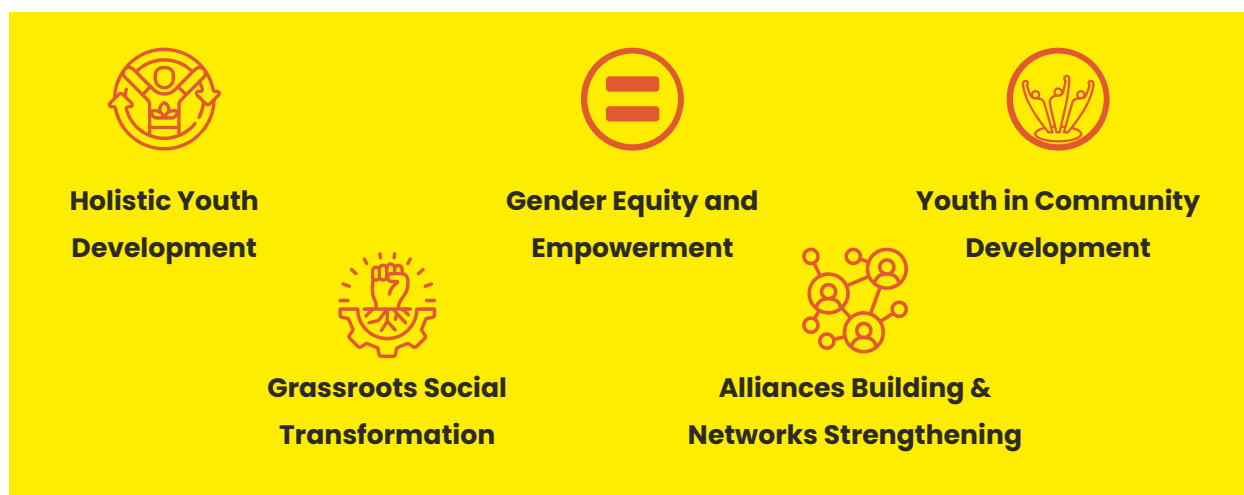 Holistic Youth
Development
Gender Equity and
Empowerment
Youth in Community
Development
Grassroots Social
Transformation
Alliances Building &
Networks Strengthening